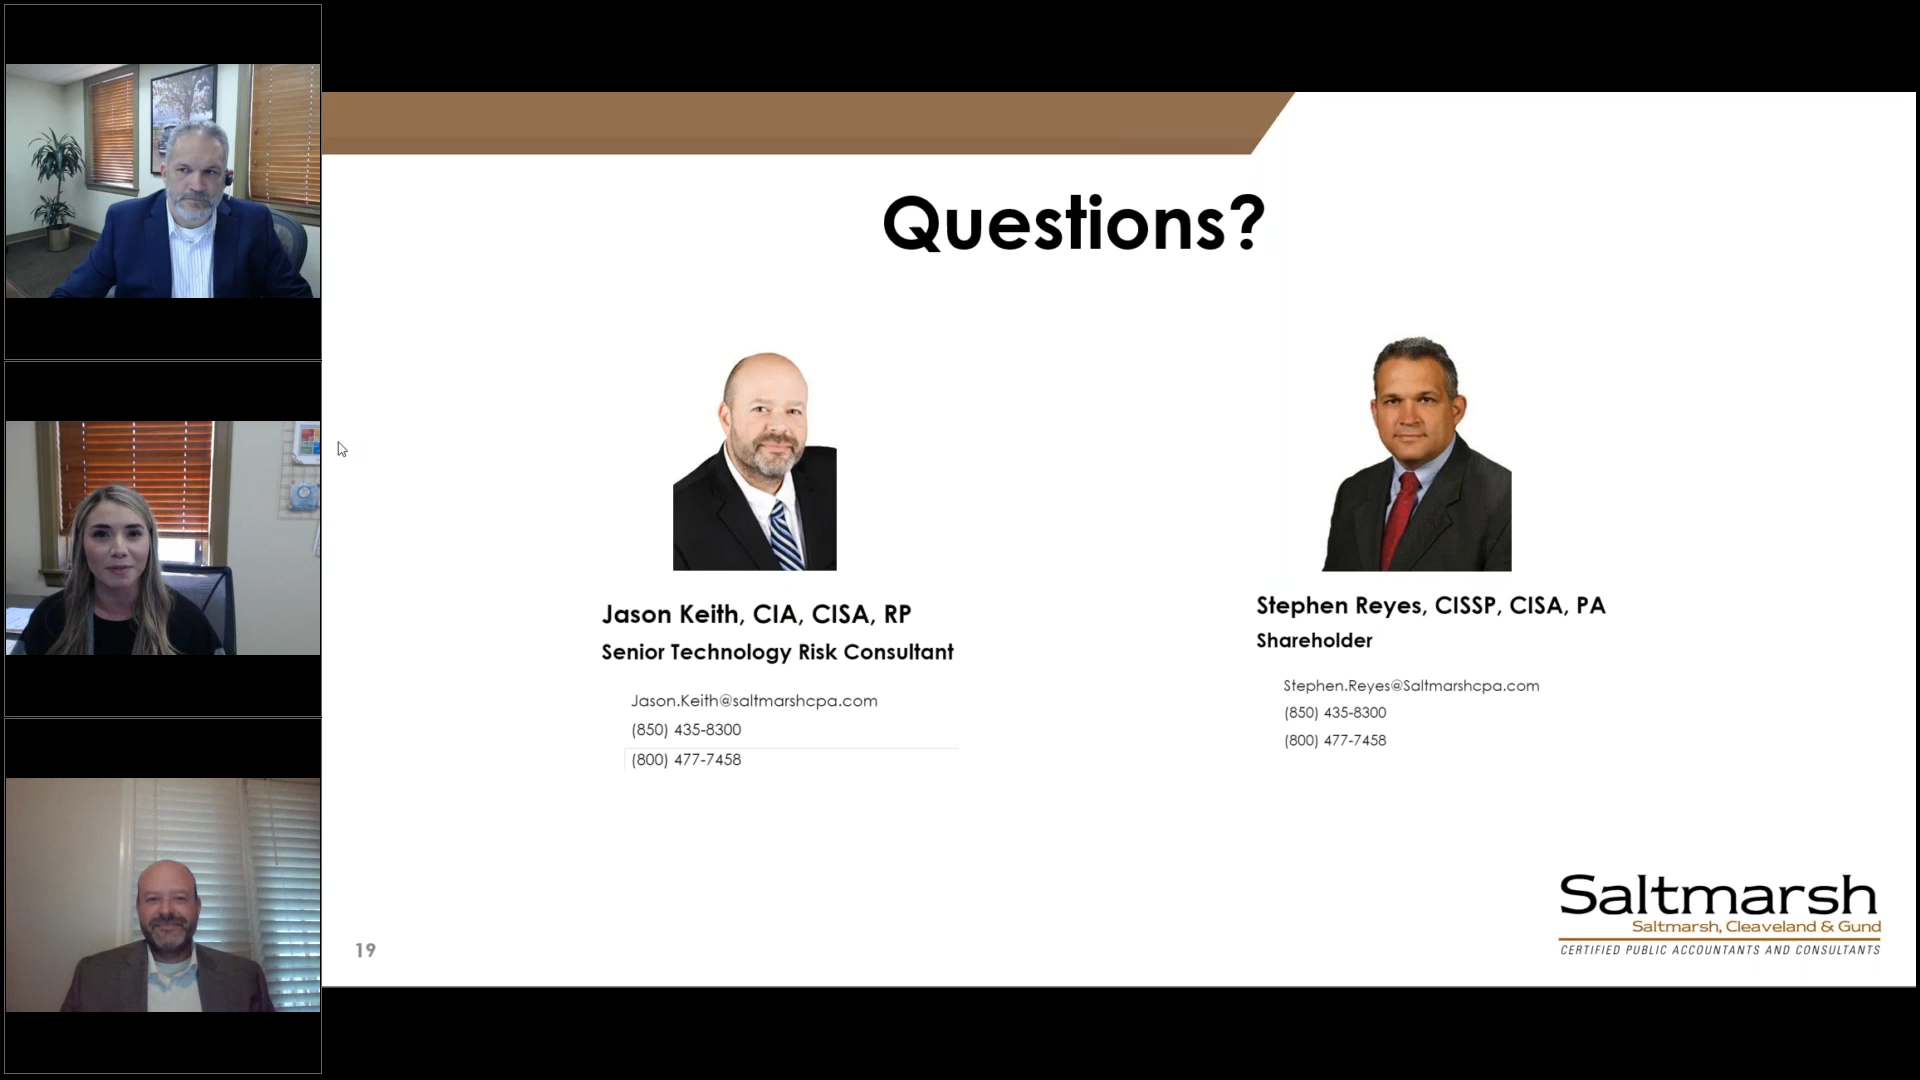 Questions?
Jason Keith, CIA, CISA, RP
Senior Technology Risk Consultant
Jason.Keith@saltmarshcpa.com
(850) 435-8300
(800) 477-7458
Stephen Reyes, CISSP, CISA, PA
Shareholder
Stephen.Reyes@Saltmarshcpa.com
(850) 435-8300
(800) 477-7458
19
Saltmarsh
Saltmarsh, Cleaveland & Gund
CERTIFIED PUBLIC ACCOUNTANTS AND CONSULTANTS